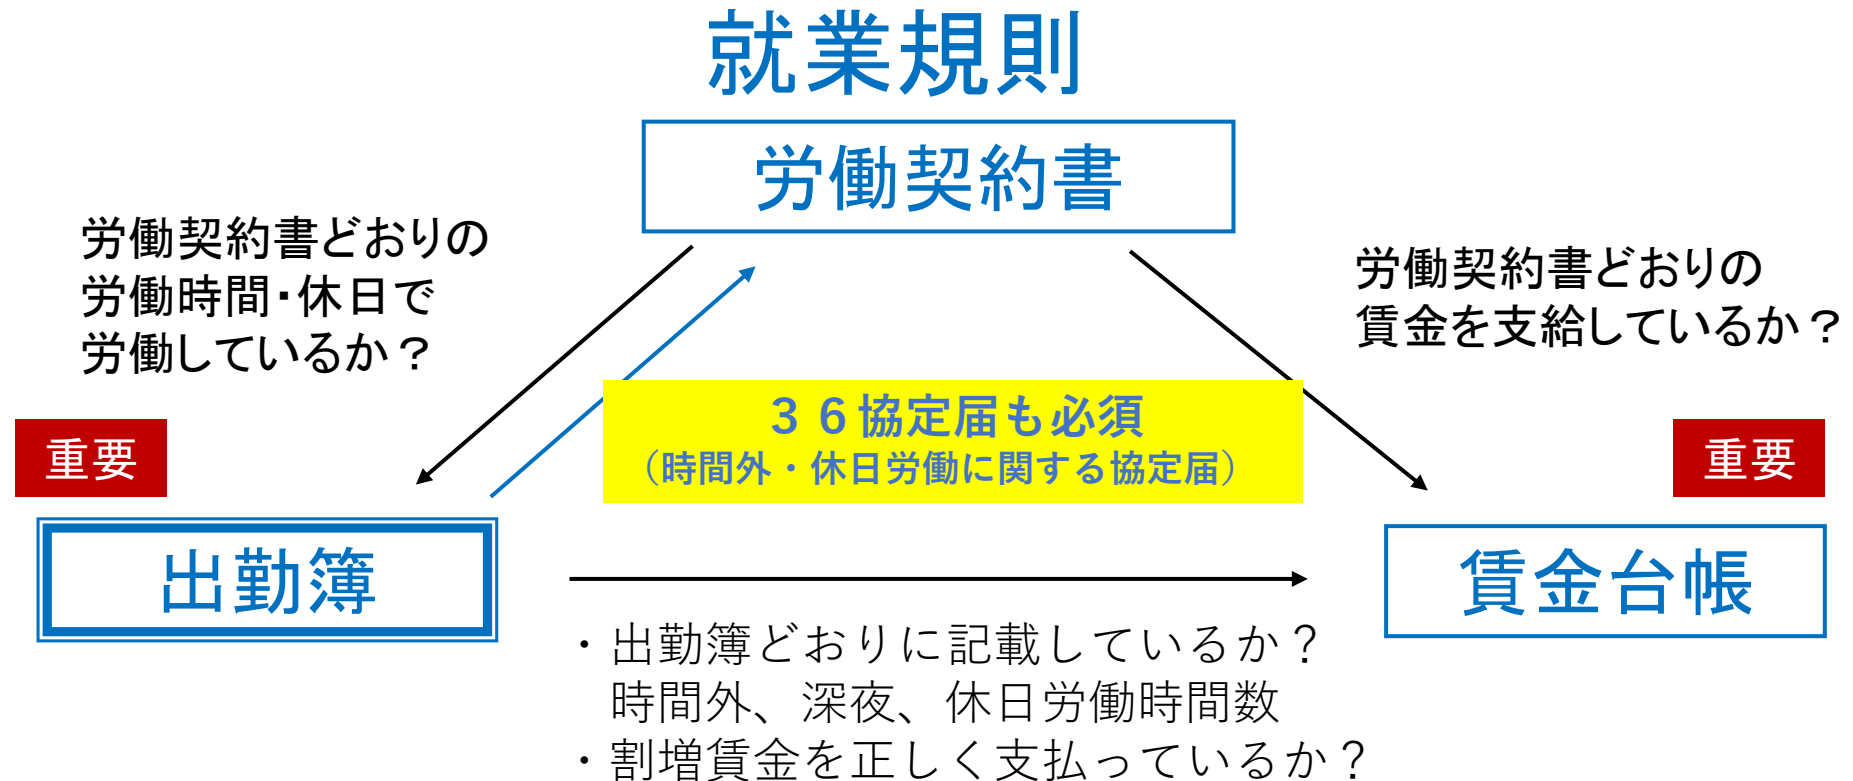 就業規則
労働契約書
労働契約書どおりの
労働時間・休日で
労働しているか？
労働契約書どおりの
賃金を支給しているか？
３６協定届も必須
（時間外・休日労働に関する協定届）
重要
重要
出勤簿
賃金台帳
・出勤簿どおりに記載しているか？
時間外、深夜、休日労働時間数
・割増賃金を正しく支払っているか？